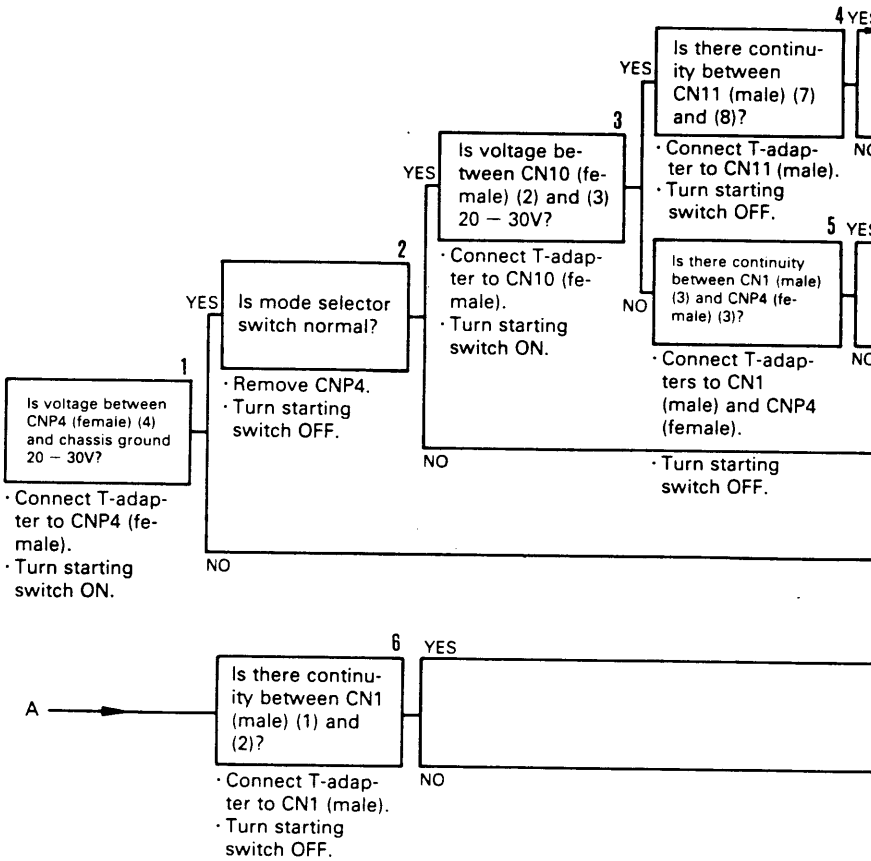 1
Is voltage between
CNP4 (female) (4)
and chassis ground
20 – 30V?
· Connect T-adap-
ter to CNP4 (fe-
male).
· Turn starting
switch ON.
YES
NO
2
Is mode selector
switch normal?
· Remove CNP4.
· Turn starting
switch OFF.
YES
NO
3
Is voltage be-
tween CN10 (fe-
male) (2) and (3)
20 – 30V?
· Connect T-adap-
ter to CN10 (fe-
male).
· Turn starting
switch ON.
YES
NO
4
Is there continu-
ity between
CN11 (male) (7)
and (8)?
· Connect T-adap-
ter to CN11 (male).
· Turn starting
switch OFF.
YES
NO
5
Is there continuity
between CN1 (male)
(3) and CNP4 (fe-
male) (3)?
· Connect T-adap-
ters to CN1
(male) and CNP4
(female).
· Turn starting
switch OFF.
YES
NO
A
6
Is there continu-
ity between CN1
(male) (1) and
(2)?
· Connect T-adap-
ter to CN1 (male).
· Turn starting
switch OFF.
YES
NO